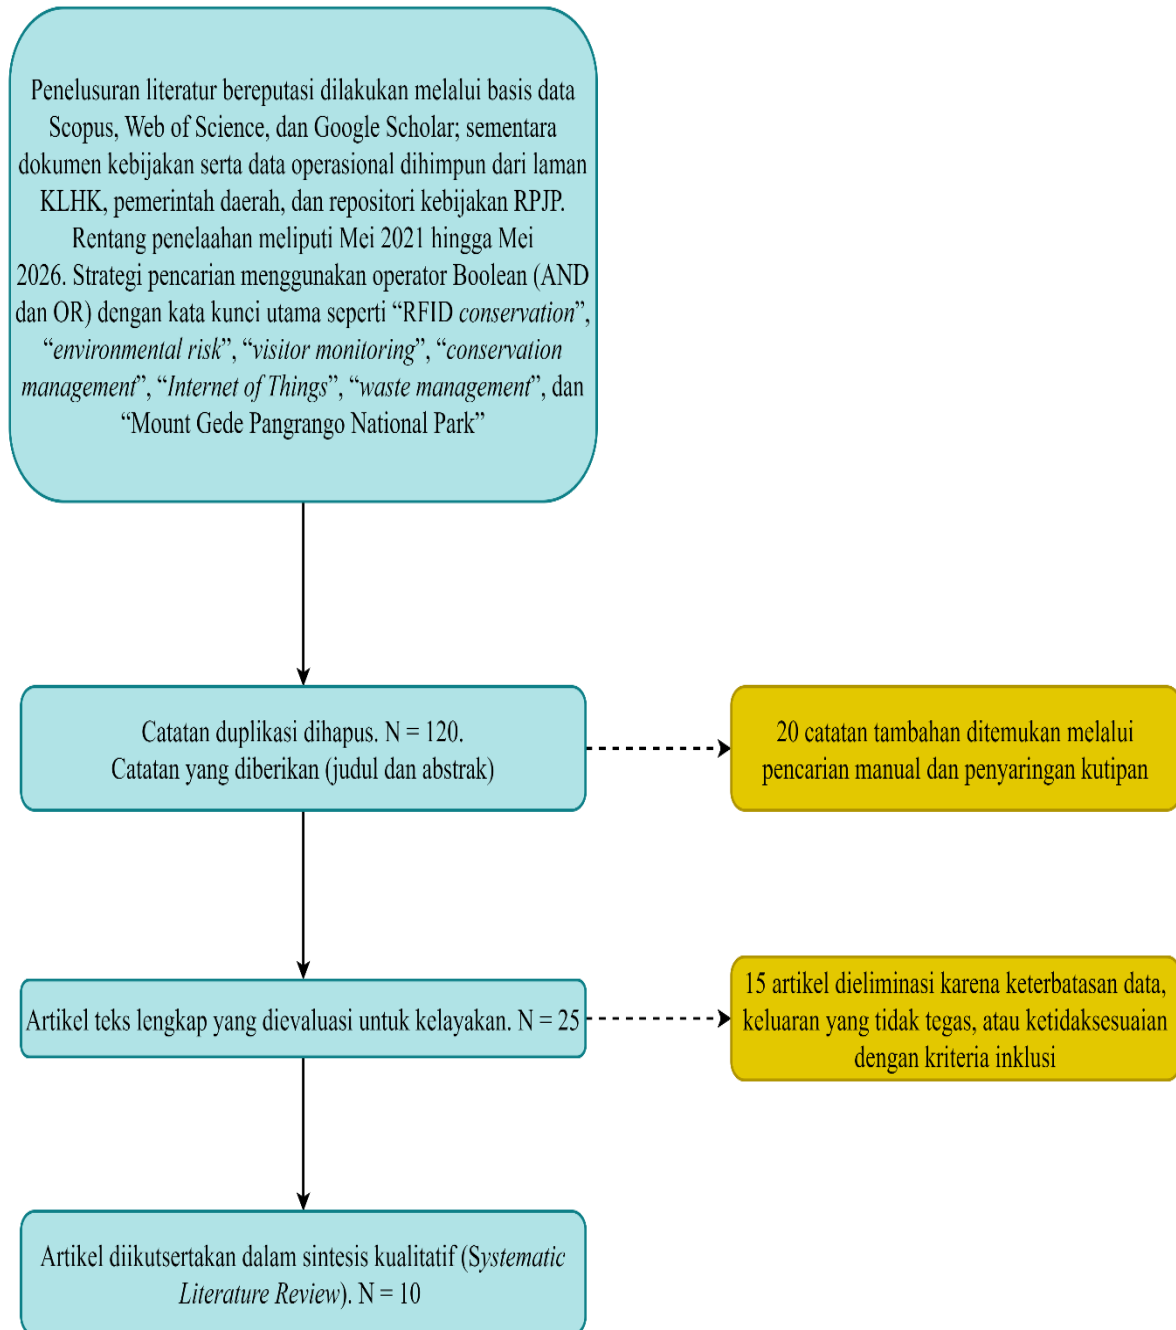 Penelusuran literatur bereputasi dilakukan melalui basis data
Scopus, Web of Science, dan Google Scholar; sementara
dokumen kebijakan serta data operasional dihimpun dari laman
KLHK, pemerintah daerah, dan repositori kebijakan RPJP.
Rentang penelaahan meliputi Mei 2021 hingga Mei
2026. Strategi pencarian menggunakan operator Boolean (AND
dan OR) dengan kata kunci utama seperti “RFID conservation”,
“environmental risk”, “visitor monitoring”, “conservation
management”, “Internet of Things”, “waste management”, dan
“Mount Gede Pangrango National Park”
Catatan duplikasi dihapus. N = 120.
Catatan yang diberikan (judul dan abstrak)
20 catatan tambahan ditemukan melalui
pencarian manual dan penyaringan kutipan
Artikel teks lengkap yang dievaluasi untuk kelayakan. N = 25
15 artikel dieliminasi karena keterbatasan data,
keluaran yang tidak tegas, atau ketidaksesuaian
dengan kriteria inklusi
Artikel diikutsertakan dalam sintesis kualitatif (Systematic
Literature Review). N = 10